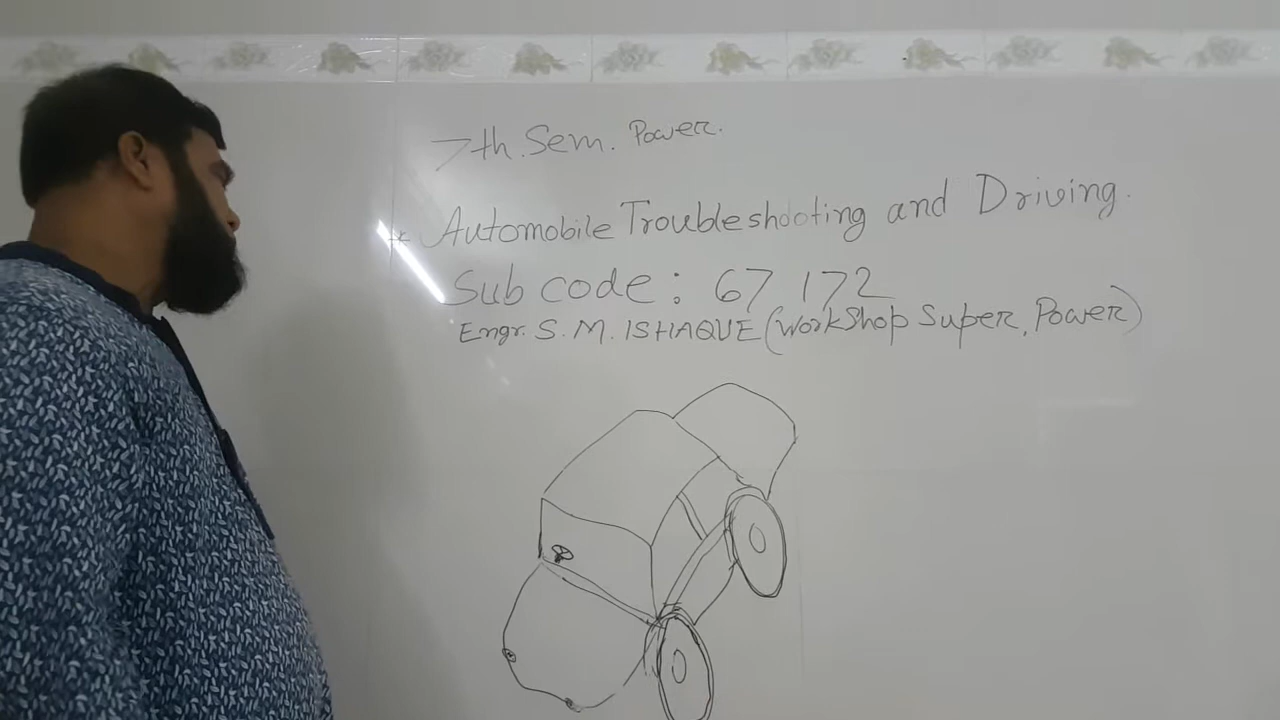 7th. Sem. Power.
* Automobile Troubleshooting and Driving.
Sub code: 67172
Engr. S. M. ISHAQUE (Workshop Super, Power)